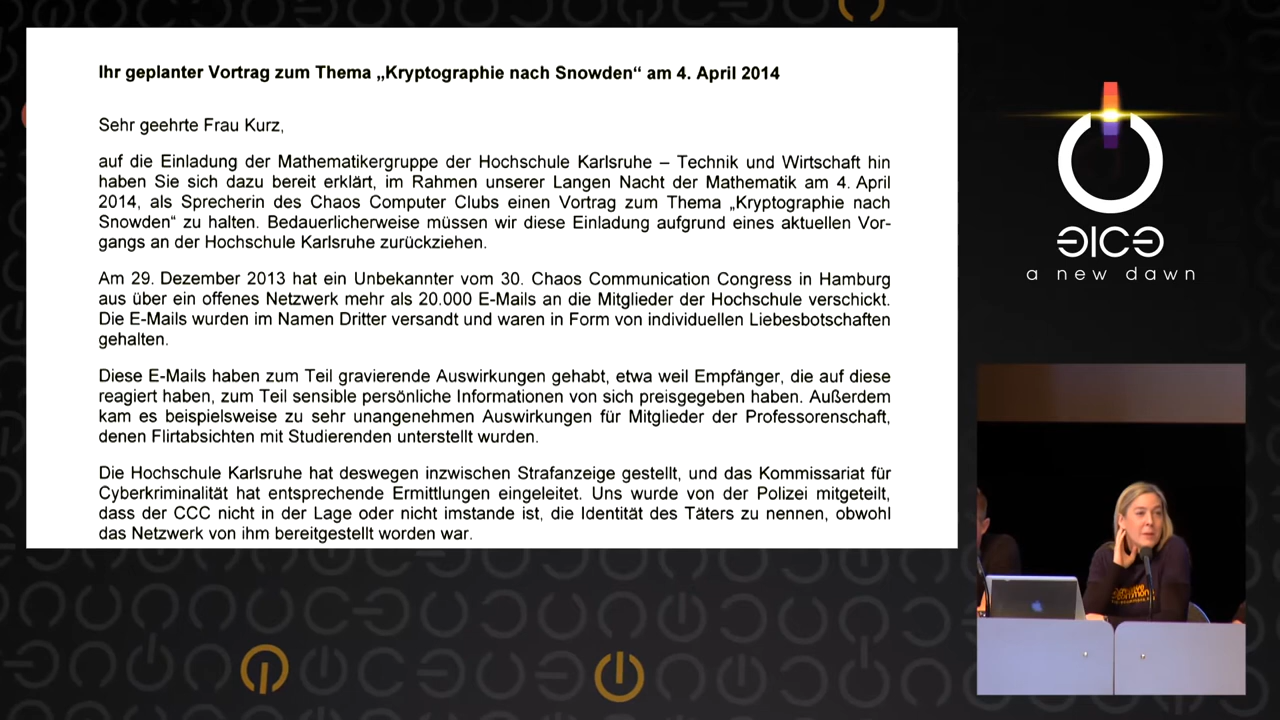 Ihr geplanter Vortrag zum Thema „Kryptographie nach Snowden“ am 4. April 2014
Sehr geehrte Frau Kurz,
auf die Einladung der Mathematikergruppe der Hochschule Karlsruhe – Technik und Wirtschaft hin
haben Sie sich dazu bereit erklärt, im Rahmen unserer Langen Nacht der Mathematik am 4. April
2014, als Sprecherin des Chaos Computer Clubs einen Vortrag zum Thema „Kryptographie nach
Snowden“ zu halten. Bedauerlicherweise müssen wir diese Einladung aufgrund eines aktuellen Vor-
gangs an der Hochschule Karlsruhe zurückziehen.
Am 29. Dezember 2013 hat ein Unbekannter vom 30. Chaos Communication Congress in Hamburg
aus über ein offenes Netzwerk mehr als 20.000 E-Mails an die Mitglieder der Hochschule verschickt.
Die E-Mails wurden im Namen Dritter versandt und waren in Form von individuellen Liebesbotschaften
gehalten.
Diese E-Mails haben zum Teil gravierende Auswirkungen gehabt, etwa weil Empfänger, die auf diese
reagiert haben, zum Teil sensible persönliche Informationen von sich preisgegeben haben. Außerdem
kam es beispielsweise zu sehr unangenehmen Auswirkungen für Mitglieder der Professorenschaft,
denen Flirtabsichten mit Studierenden unterstellt wurden.
Die Hochschule Karlsruhe hat deswegen inzwischen Strafanzeige gestellt, und das Kommissariat für
Cyberkriminalität hat entsprechende Ermittlungen eingeleitet. Uns wurde von der Polizei mitgeteilt,
dass der CCC nicht in der Lage oder nicht imstande ist, die Identität des Täters zu nennen, obwohl
das Netzwerk von ihm bereitgestellt worden war.
a new dawn